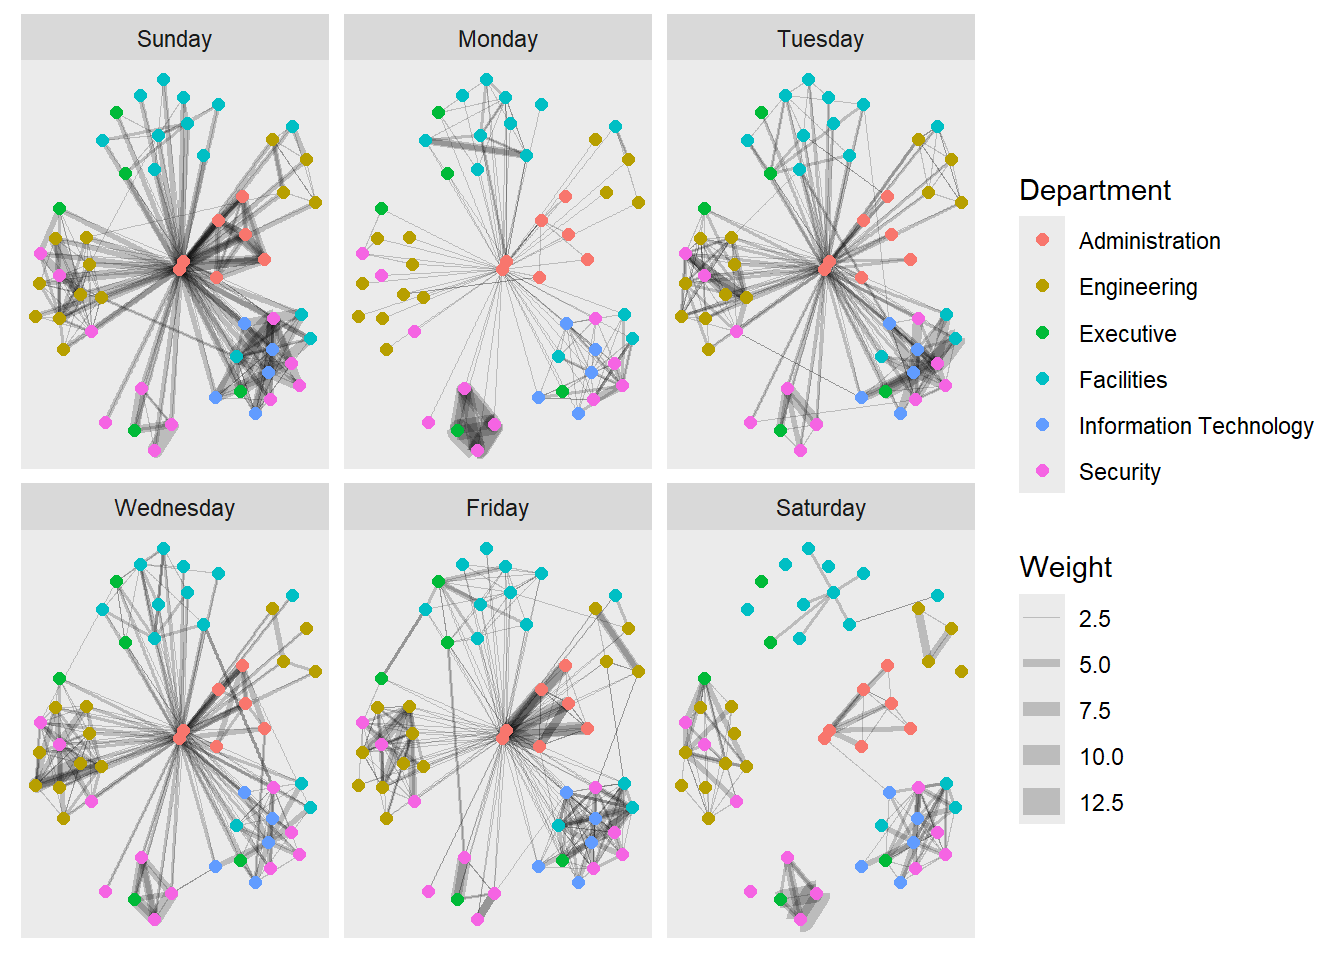 Sunday
Monday
Tuesday
Wednesday
Friday
Saturday
Department
Administration
Engineering
Executive
Facilities
Information Technology
Security
Weight
2.5
5.0
7.5
10.0
12.5